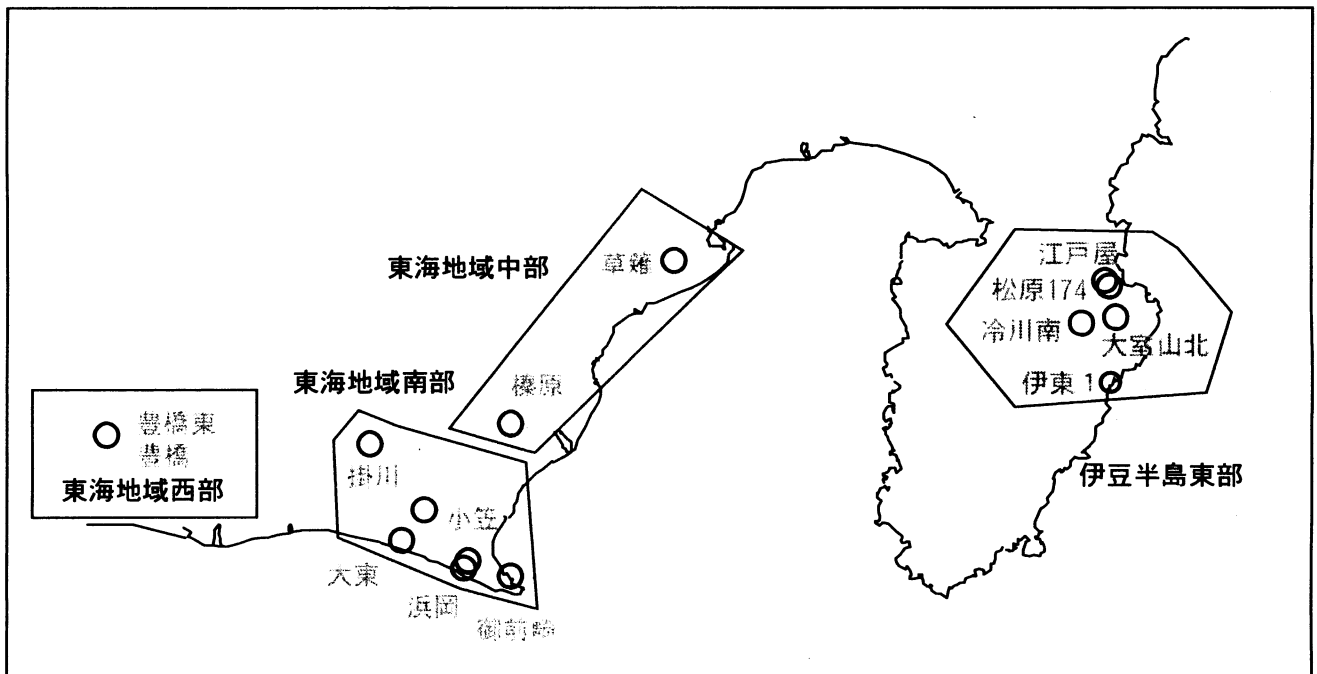 江戸屋
松原174
冷川南
大室山北
伊東1
伊豆半島東部
東海地域中部
草薙
榛原
東海地域南部
掛川
小笠
大東
浜岡
御前崎
豊橋東
豊橋
東海地域西部